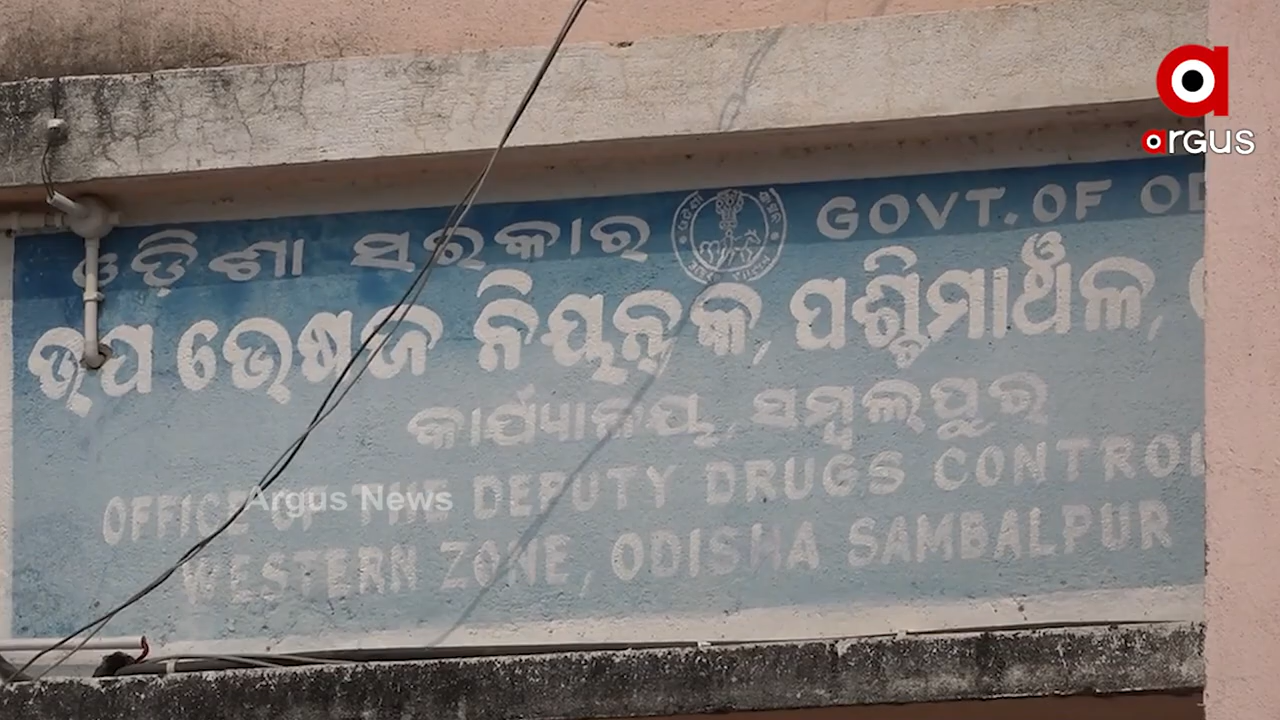 ARGUS
ଓଡ଼ିଶା ସରକାର GOVT. OF OD
ଉପ ଭେଷଜ ନିୟନ୍ତ୍ରକ, ପଶ୍ଚିମାଞ୍ଚଳ,
କାର୍ଯ୍ୟାଳୟ, ସମ୍ବଲପୁର
OFFICE OF THE DEPUTY DRUGS CONTROL
Argus News
WESTERN ZONE, ODISHA SAMBALPUR